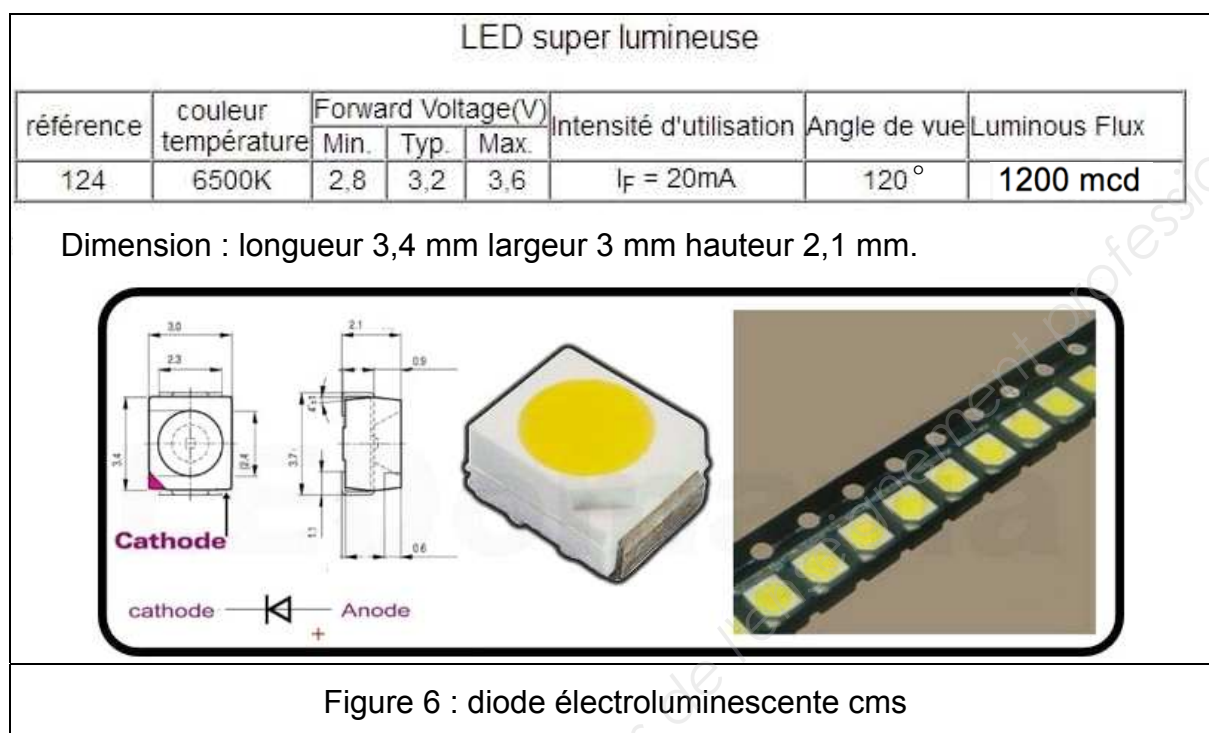 LED super lumineuse
référence couleur température Forward Voltage(V) Intensité d'utilisation Angle de vue Luminous Flux
Min. Typ. Max.
124 6500K 2,8 3,2 3,6 IF = 20mA 120° 1200 mcd
Dimension : longueur 3,4 mm largeur 3 mm hauteur 2,1 mm.
3.0
2.3
3.4
2.1
0.9
3.7
1.1
0.6
Cathode
cathode Anode
+
Figure 6 : diode électroluminescente cms